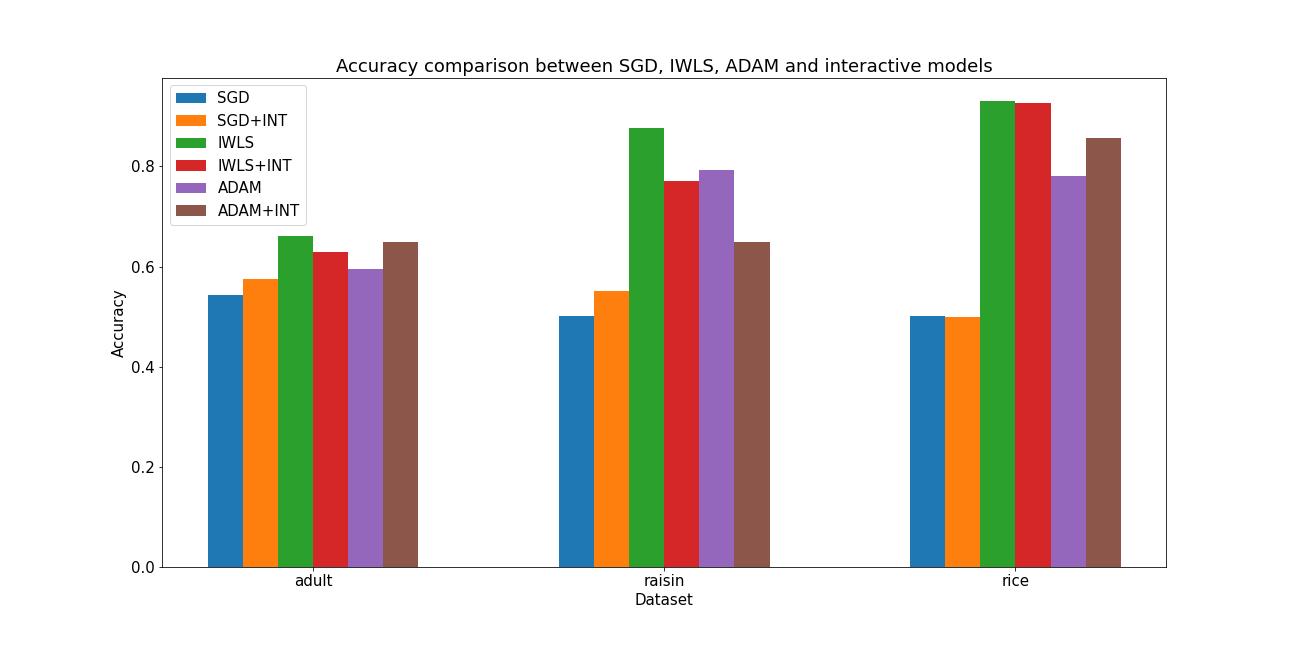 Accuracy comparison between SGD, IWLS, ADAM and interactive models
SGD
SGD+INT
IWLS
IWLS+INT
ADAM
ADAM+INT
Accuracy
0.8
0.6
0.4
0.2
0.0
adult
raisin
rice
Dataset